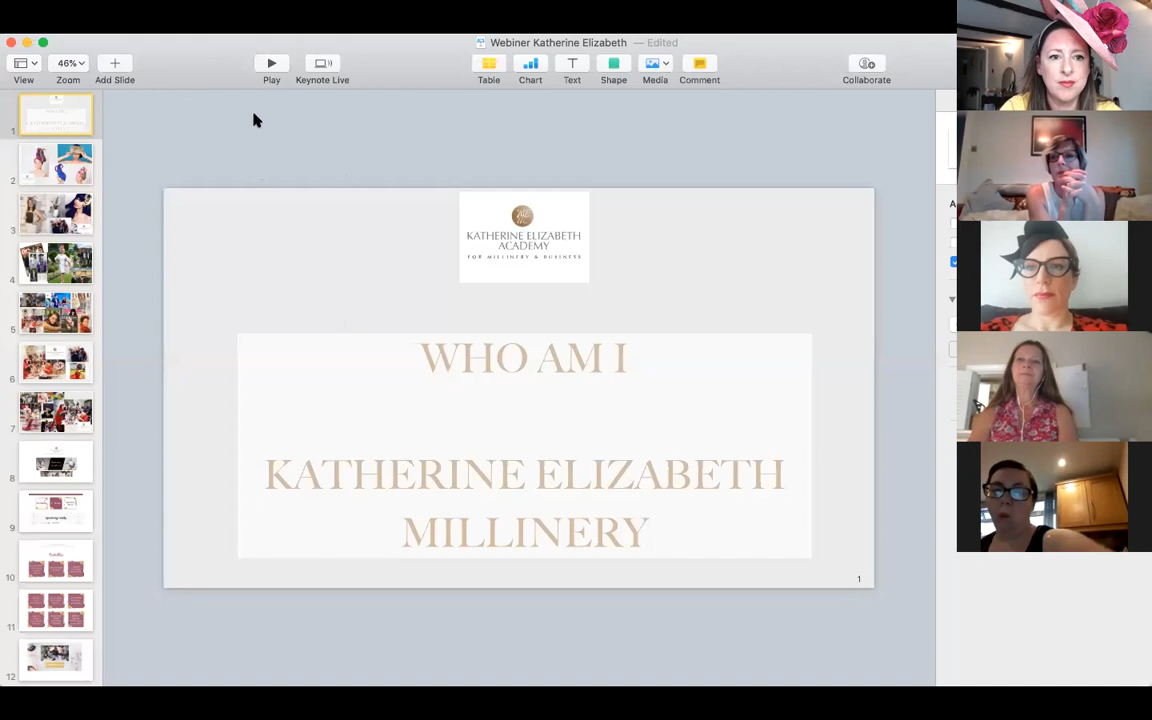 Webiner Katherine Elizabeth — Edited
View
46%
Zoom
Add Slide
Play
Keynote Live
Table
Chart
Text
Shape
Media
Comment
Collaborate
KATHERINE ELIZABETH
ACADEMY
FOR MILLINERY & BUSINESS
WHO AM I
KATHERINE ELIZABETH
MILLINERY
1
1
2
3
4
5
6
7
8
9
10
11
12